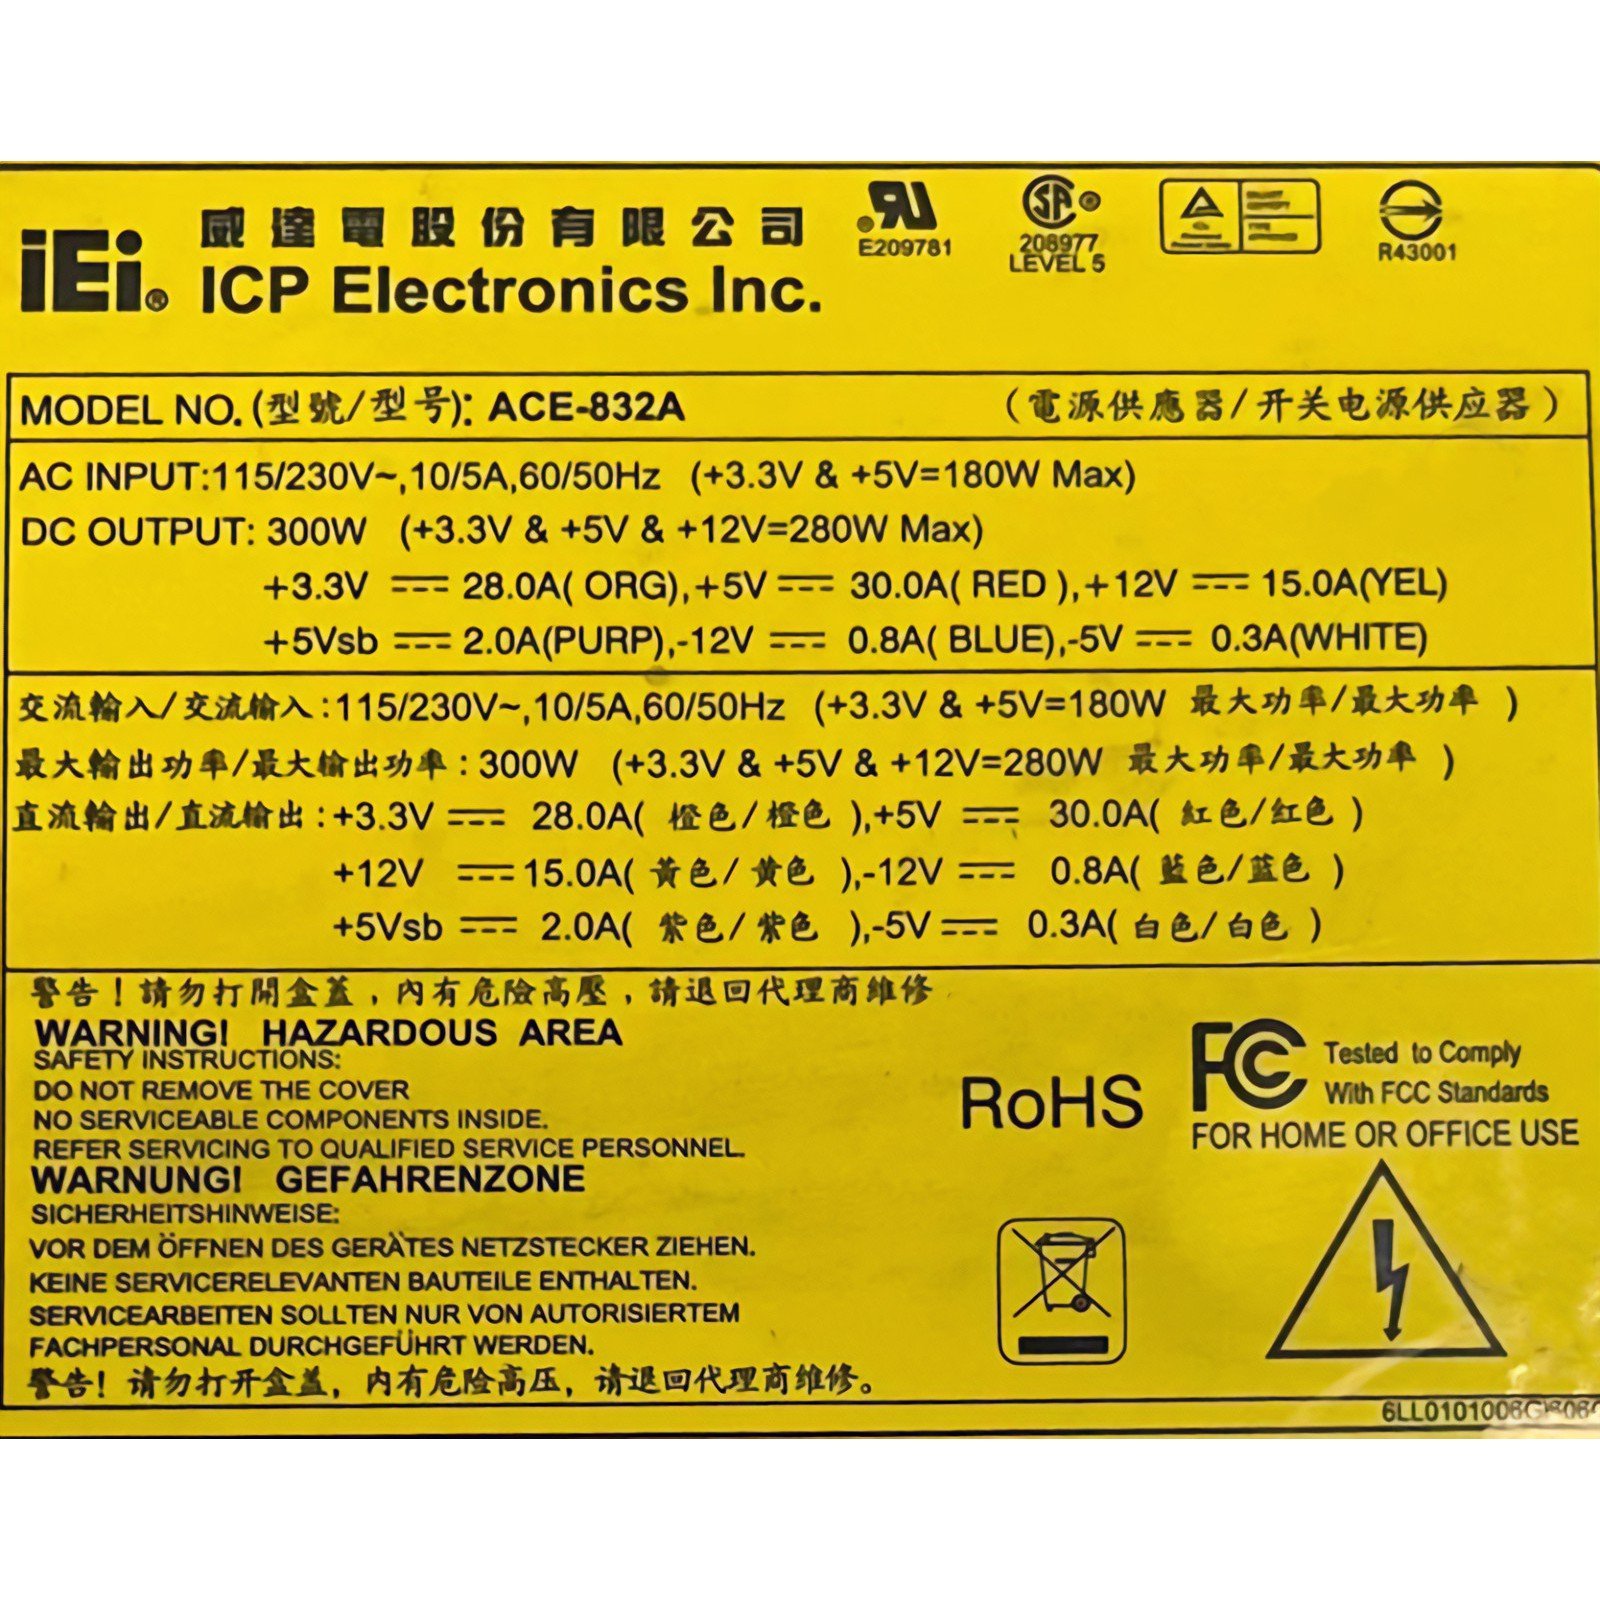 iEi® 威達電股份有限公司
ICP Electronics Inc.
E209781
208977
LEVEL 5
R43001
MODEL NO.(型號/型号): ACE-832A (電源供應器/开关电源供应器)
AC INPUT:115/230V~,10/5A,60/50Hz (+3.3V & +5V=180W Max)
DC OUTPUT: 300W (+3.3V & +5V & +12V=280W Max)
+3.3V ⎓ 28.0A( ORG),+5V ⎓ 30.0A( RED ),+12V ⎓ 15.0A(YEL)
+5Vsb ⎓ 2.0A(PURP),-12V ⎓ 0.8A( BLUE),-5V ⎓ 0.3A(WHITE)
交流輸入/交流输入:115/230V~,10/5A,60/50Hz (+3.3V & +5V=180W 最大功率/最大功率 )
最大輸出功率/最大输出功率:300W (+3.3V & +5V & +12V=280W 最大功率/最大功率 )
直流輸出/直流输出:+3.3V ⎓ 28.0A( 橙色/橙色 ),+5V ⎓ 30.0A( 紅色/红色 )
+12V ⎓ 15.0A( 黃色/黄色 ),-12V ⎓ 0.8A( 藍色/蓝色 )
+5Vsb ⎓ 2.0A( 紫色/紫色 ),-5V ⎓ 0.3A( 白色/白色 )
警告!請勿打開盒蓋,內有危險高壓,請退回代理商維修
WARNING! HAZARDOUS AREA
SAFETY INSTRUCTIONS:
DO NOT REMOVE THE COVER
NO SERVICEABLE COMPONENTS INSIDE.
REFER SERVICING TO QUALIFIED SERVICE PERSONNEL.
WARNUNG! GEFAHRENZONE
SICHERHEITSHINWEISE:
VOR DEM ÖFFNEN DES GERÄTES NETZSTECKER ZIEHEN.
KEINE SERVICERELEVANTEN BAUTEILE ENTHALTEN.
SERVICEARBEITEN SOLLTEN NUR VON AUTORISIERTEM
FACHPERSONAL DURCHGEFÜHRT WERDEN.
警告!请勿打开盒盖,内有危险高压,请退回代理商维修。
RoHS
FC Tested to Comply
With FCC Standards
FOR HOME OR OFFICE USE